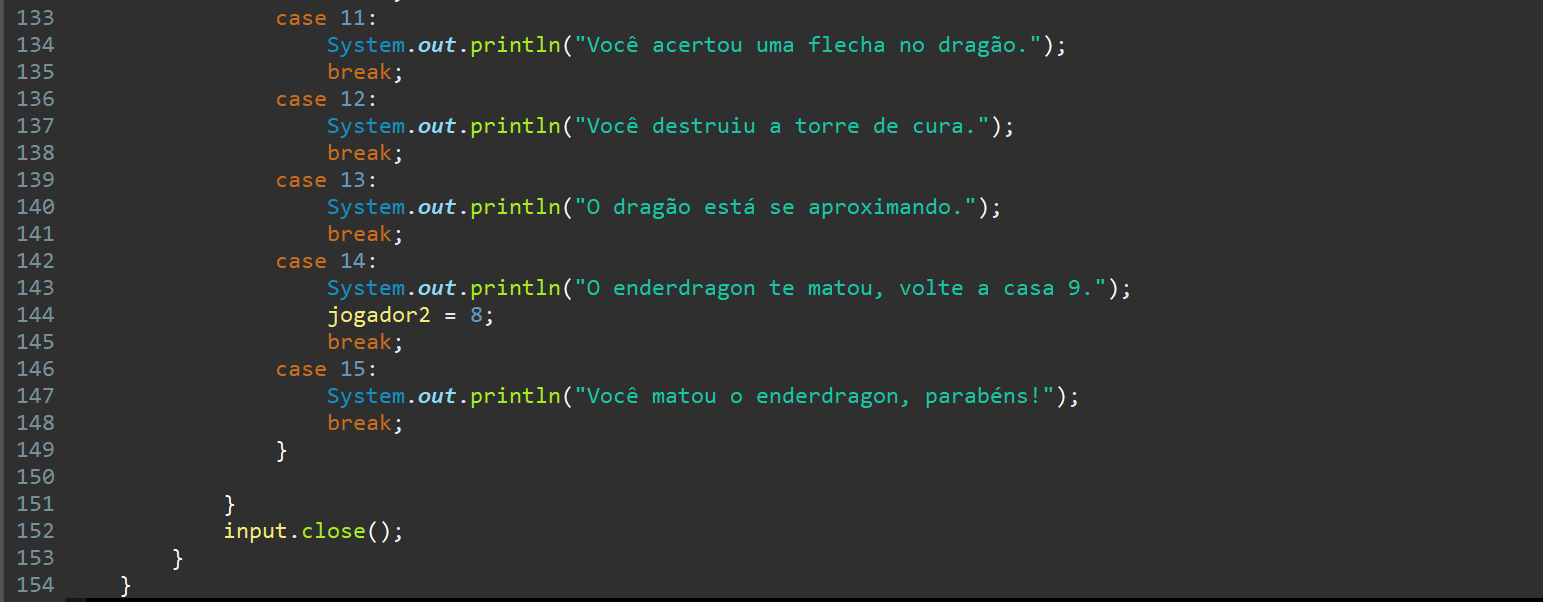 133 case 11:
134 System.out.println("Você acertou uma flecha no dragão.");
135 break;
136 case 12:
137 System.out.println("Você destruiu a torre de cura.");
138 break;
139 case 13:
140 System.out.println("O dragão está se aproximando.");
141 break;
142 case 14:
143 System.out.println("O enderdragon te matou, volte a casa 9.");
144 jogador2 = 8;
145 break;
146 case 15:
147 System.out.println("Você matou o enderdragon, parabéns!");
148 break;
149 }
150
151 }
152 input.close();
153 }
154 }